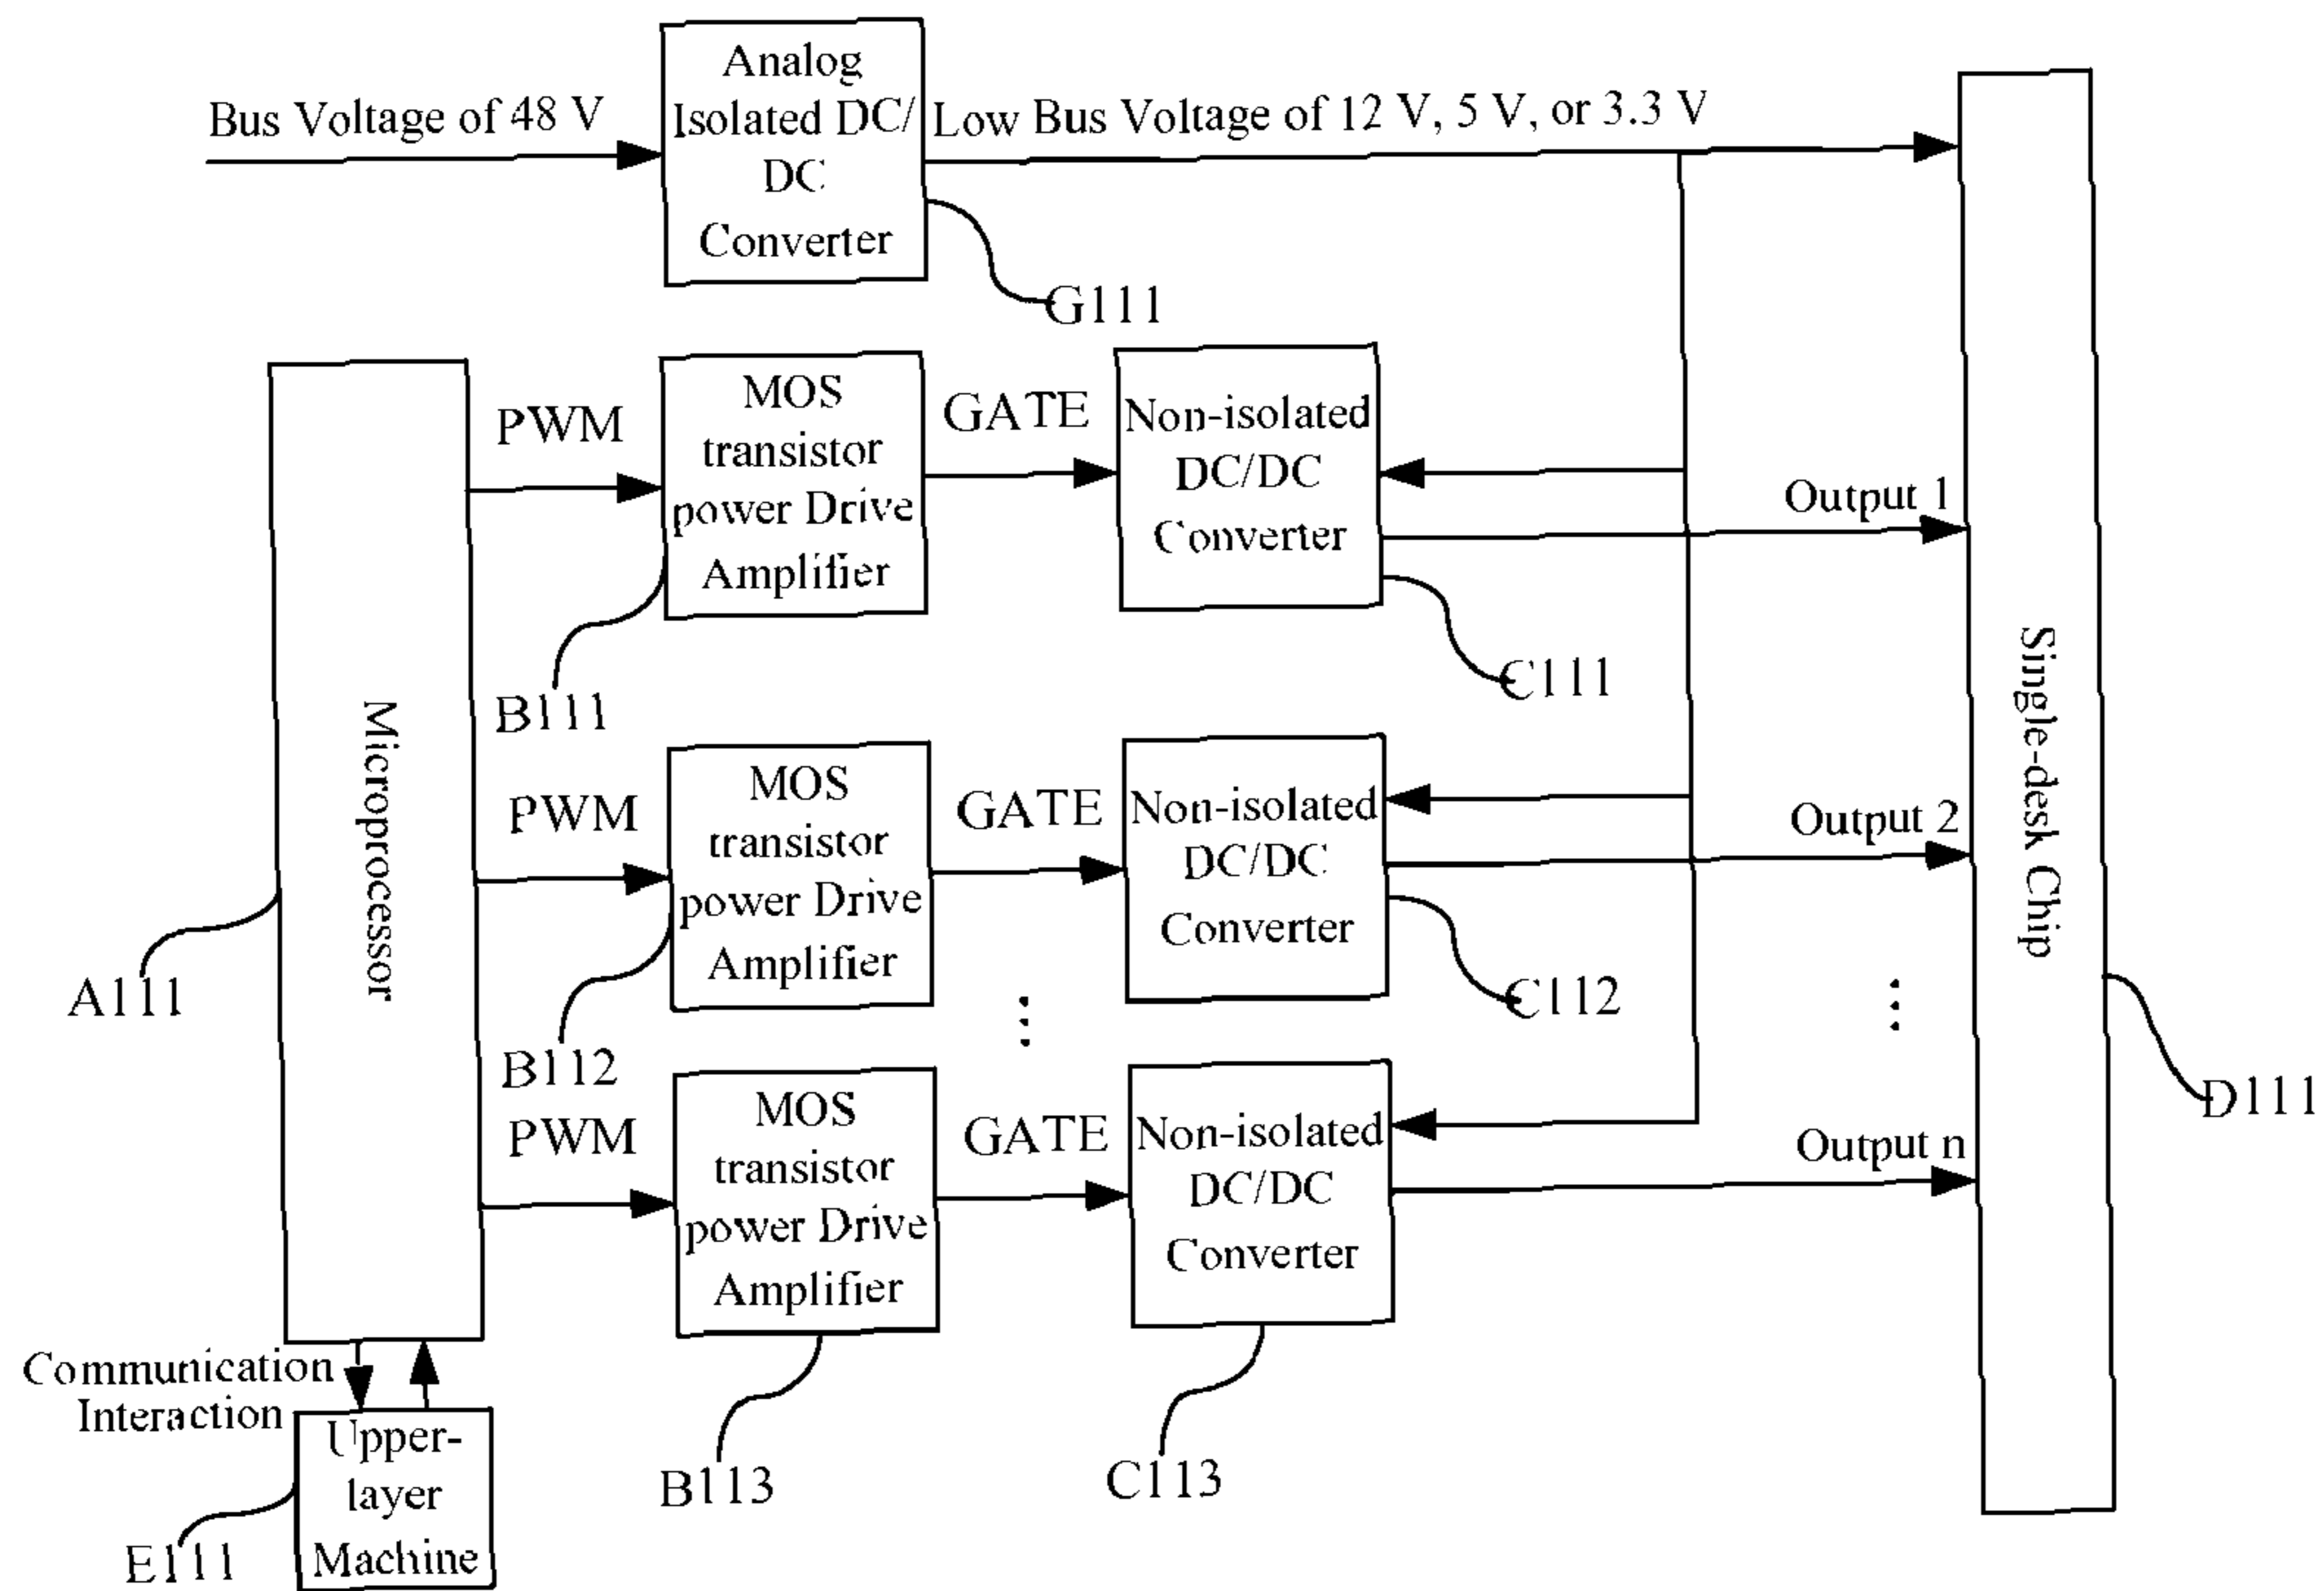 Analog
Isolated DC/
DC
Converter
Bus Voltage of 48 V
Low Bus Voltage of 12 V, 5 V, or 3.3 V
G111
Microprocessor
PWM
MOS
transistor
power Drive
Amplifier
GATE
Non-isolated
DC/DC
Converter
Output 1
B111
C111
Single-desk Chip
PWM
MOS
transistor
power Drive
Amplifier
GATE
Non-isolated
DC/DC
Converter
Output 2
A111
B112
C112
D111
PWM
MOS
transistor
power Drive
Amplifier
GATE
Non-isolated
DC/DC
Converter
Output n
Communication
Interaction
Upper-
layer
Machine
B113
C113
E111